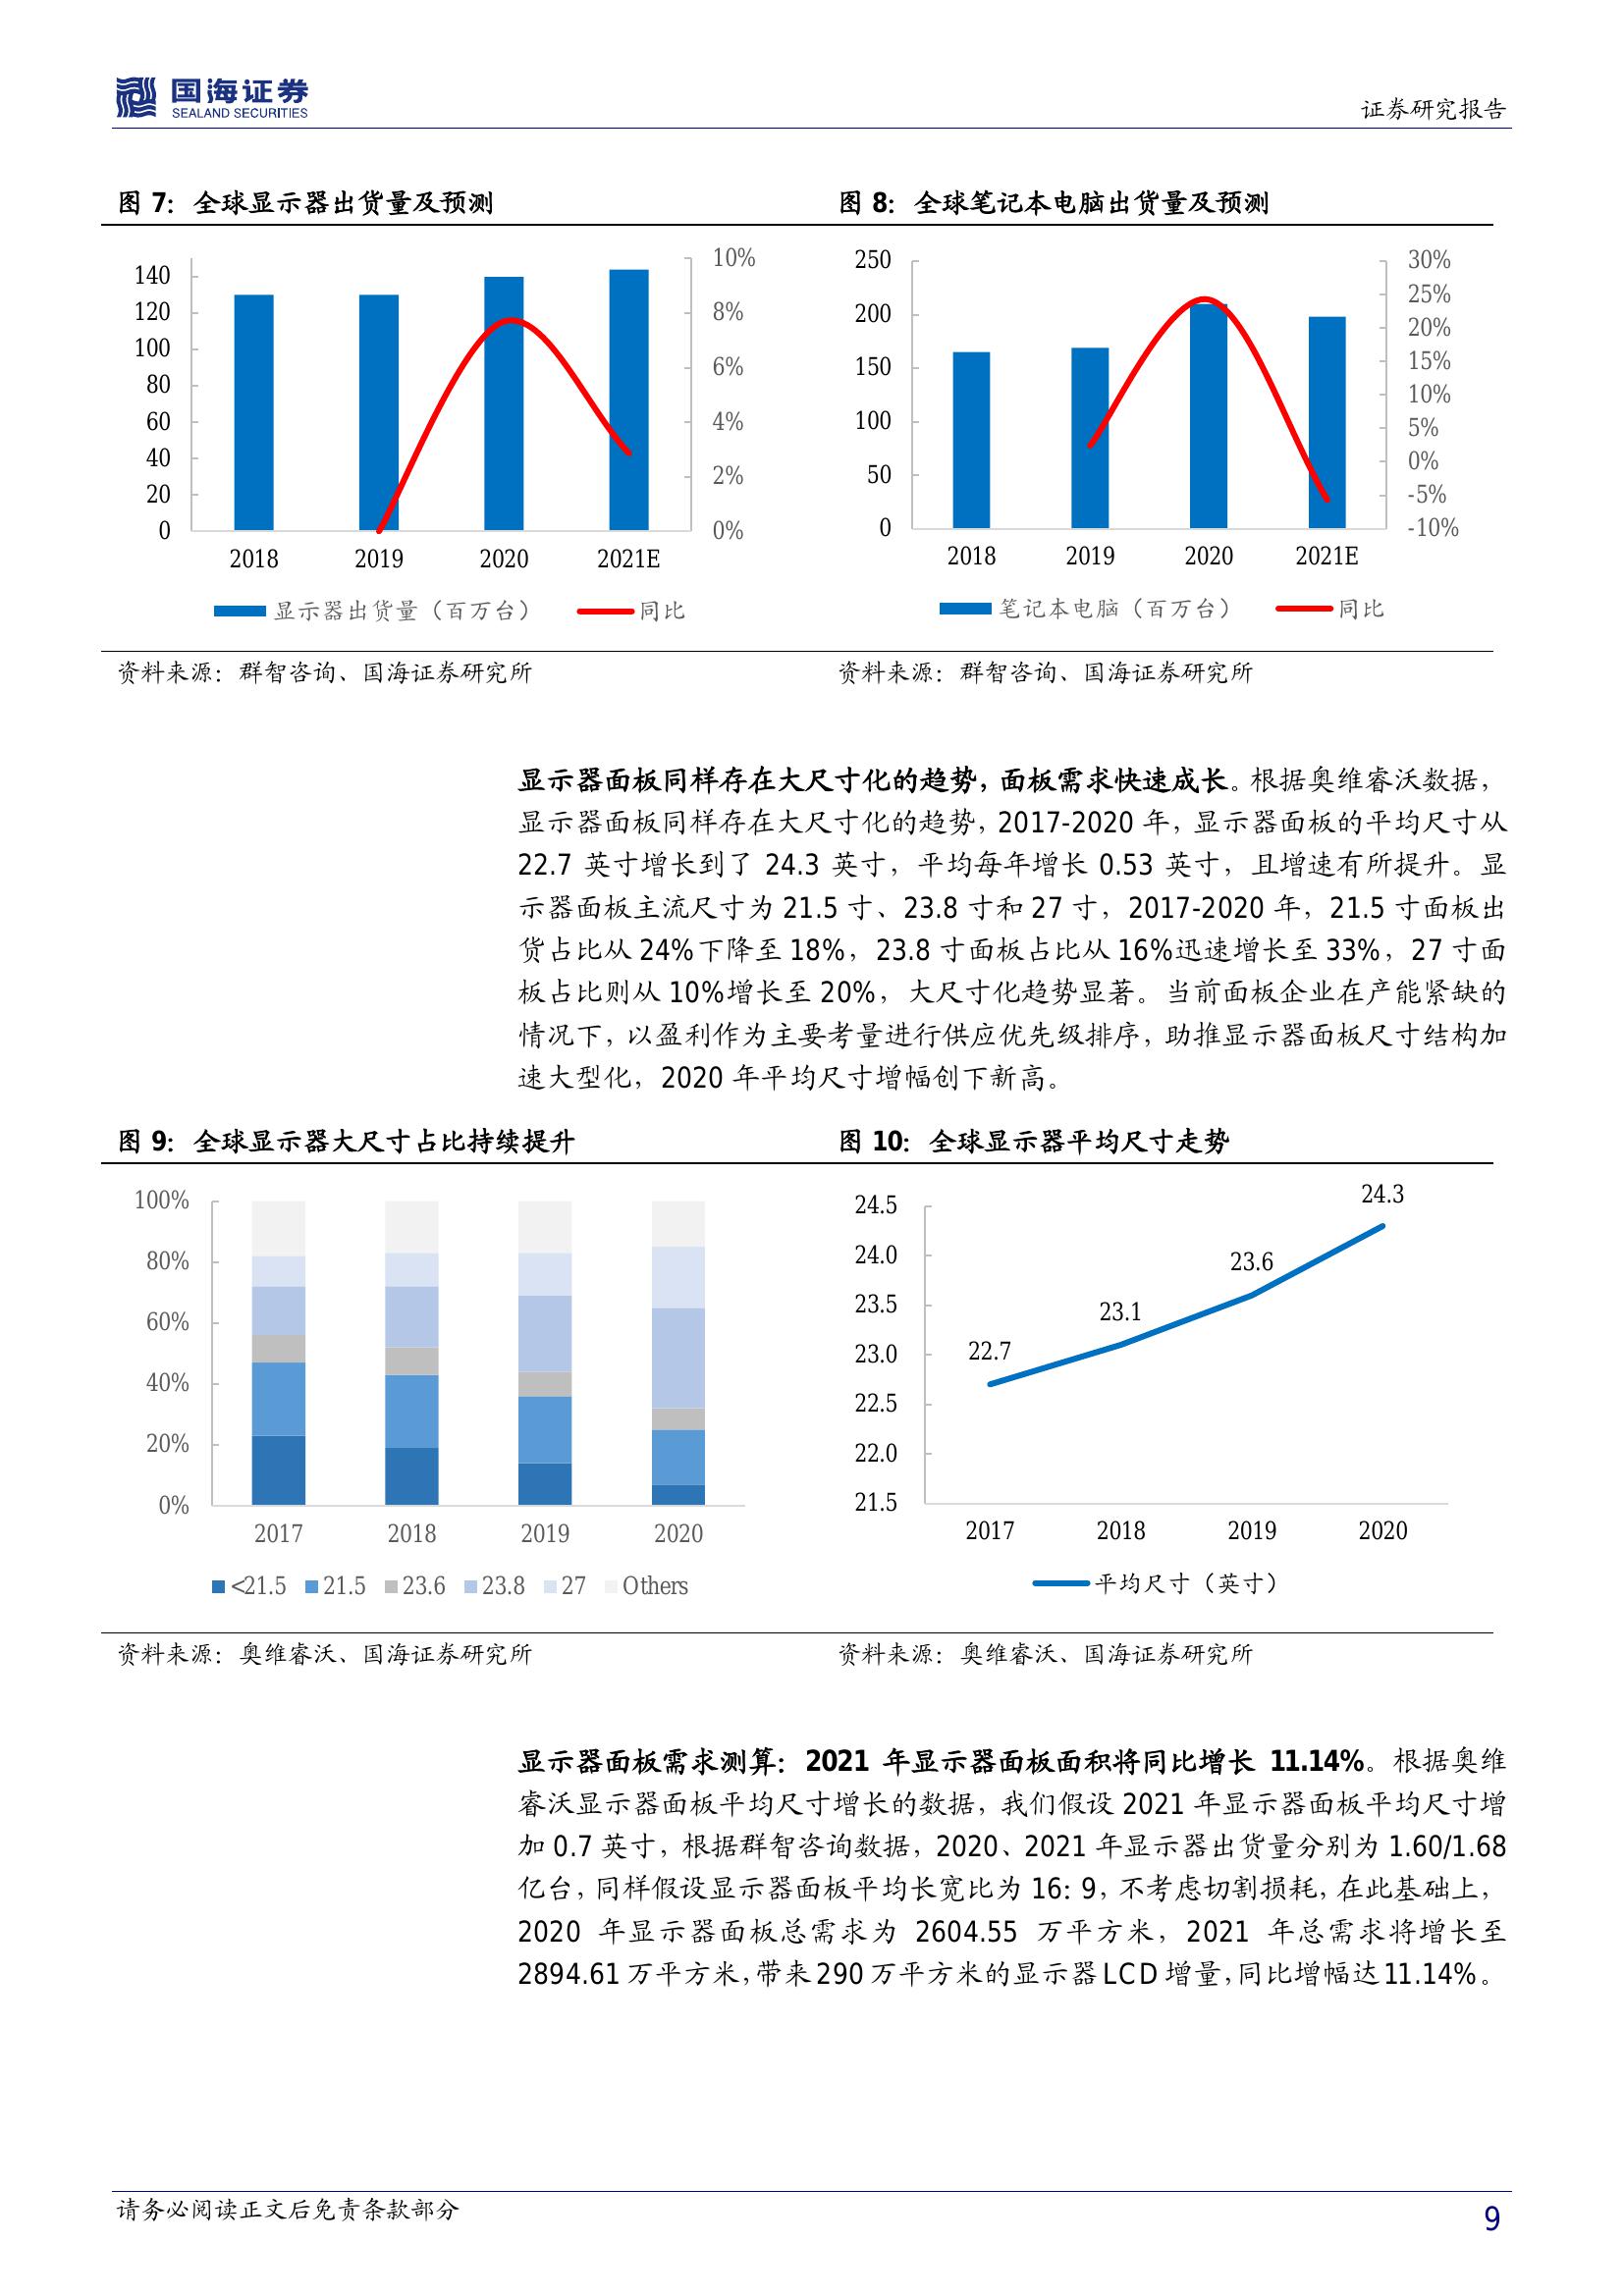 国海证券
SEALAND SECURITIES
证券研究报告
图 7：全球显示器出货量及预测
140
120
100
80
60
40
20
0
10%
8%
6%
4%
2%
0%
2018 2019 2020 2021E
显示器出货量（百万台） 同比
资料来源：群智咨询、国海证券研究所
图 8：全球笔记本电脑出货量及预测
250
200
150
100
50
0
30%
25%
20%
15%
10%
5%
0%
-5%
-10%
2018 2019 2020 2021E
笔记本电脑（百万台） 同比
资料来源：群智咨询、国海证券研究所
显示器面板同样存在大尺寸化的趋势，面板需求快速成长。根据奥维睿沃数据，
显示器面板同样存在大尺寸化的趋势，2017-2020 年，显示器面板的平均尺寸从
22.7 英寸增长到了 24.3 英寸，平均每年增长 0.53 英寸，且增速有所提升。显
示器面板主流尺寸为 21.5 寸、23.8 寸和 27 寸，2017-2020 年，21.5 寸面板出
货占比从 24%下降至 18%，23.8 寸面板占比从 16%迅速增长至 33%，27 寸面
板占比则从 10%增长至 20%，大尺寸化趋势显著。当前面板企业在产能紧缺的
情况下，以盈利作为主要考量进行供应优先级排序，助推显示器面板尺寸结构加
速大型化，2020 年平均尺寸增幅创下新高。
图 9：全球显示器大尺寸占比持续提升
100%
80%
60%
40%
20%
0%
2017 2018 2019 2020
<21.5 21.5 23.6 23.8 27 Others
资料来源：奥维睿沃、国海证券研究所
图 10：全球显示器平均尺寸走势
24.5
24.0
23.5
23.0
22.5
22.0
21.5
22.7
23.1
23.6
24.3
2017 2018 2019 2020
平均尺寸（英寸）
资料来源：奥维睿沃、国海证券研究所
显示器面板需求测算：2021 年显示器面板面积将同比增长 11.14%。根据奥维
睿沃显示器面板平均尺寸增长的数据，我们假设 2021 年显示器面板平均尺寸增
加 0.7 英寸，根据群智咨询数据，2020、2021 年显示器出货量分别为 1.60/1.68
亿台，同样假设显示器面板平均长宽比为 16：9，不考虑切割损耗，在此基础上，
2020 年显示器面板总需求为 2604.55 万平方米，2021 年总需求将增长至
2894.61 万平方米，带来 290 万平方米的显示器 LCD 增量，同比增幅达 11.14%。
请务必阅读正文后免责条款部分
9